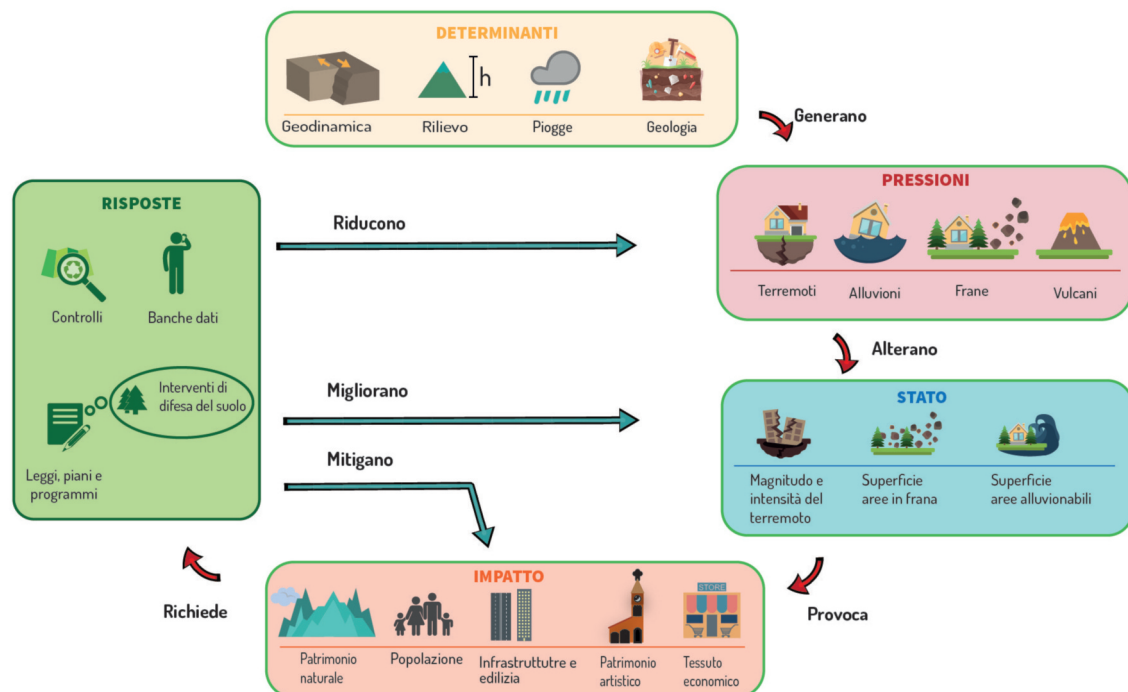 DETERMINANTI
h
Geodinamica
Rilievo
Piogge
Geologia
Generano
PRESSIONI
Terremoti
Alluvioni
Frane
Vulcani
Alterano
STATO
Magnitudo e
intensità del
terremoto
Superficie
aree in frana
Superficie
aree alluvionabili
Provoca
IMPATTO
STORE
Patrimonio
naturale
Popolazione
Infrastruttutre e
edilizia
Patrimonio
artistico
Tessuto
economico
Richiede
RISPOSTE
Controlli
Banche dati
Interventi di
difesa del suolo
Leggi, piani e
programmi
Riducono
Migliorano
Mitigano